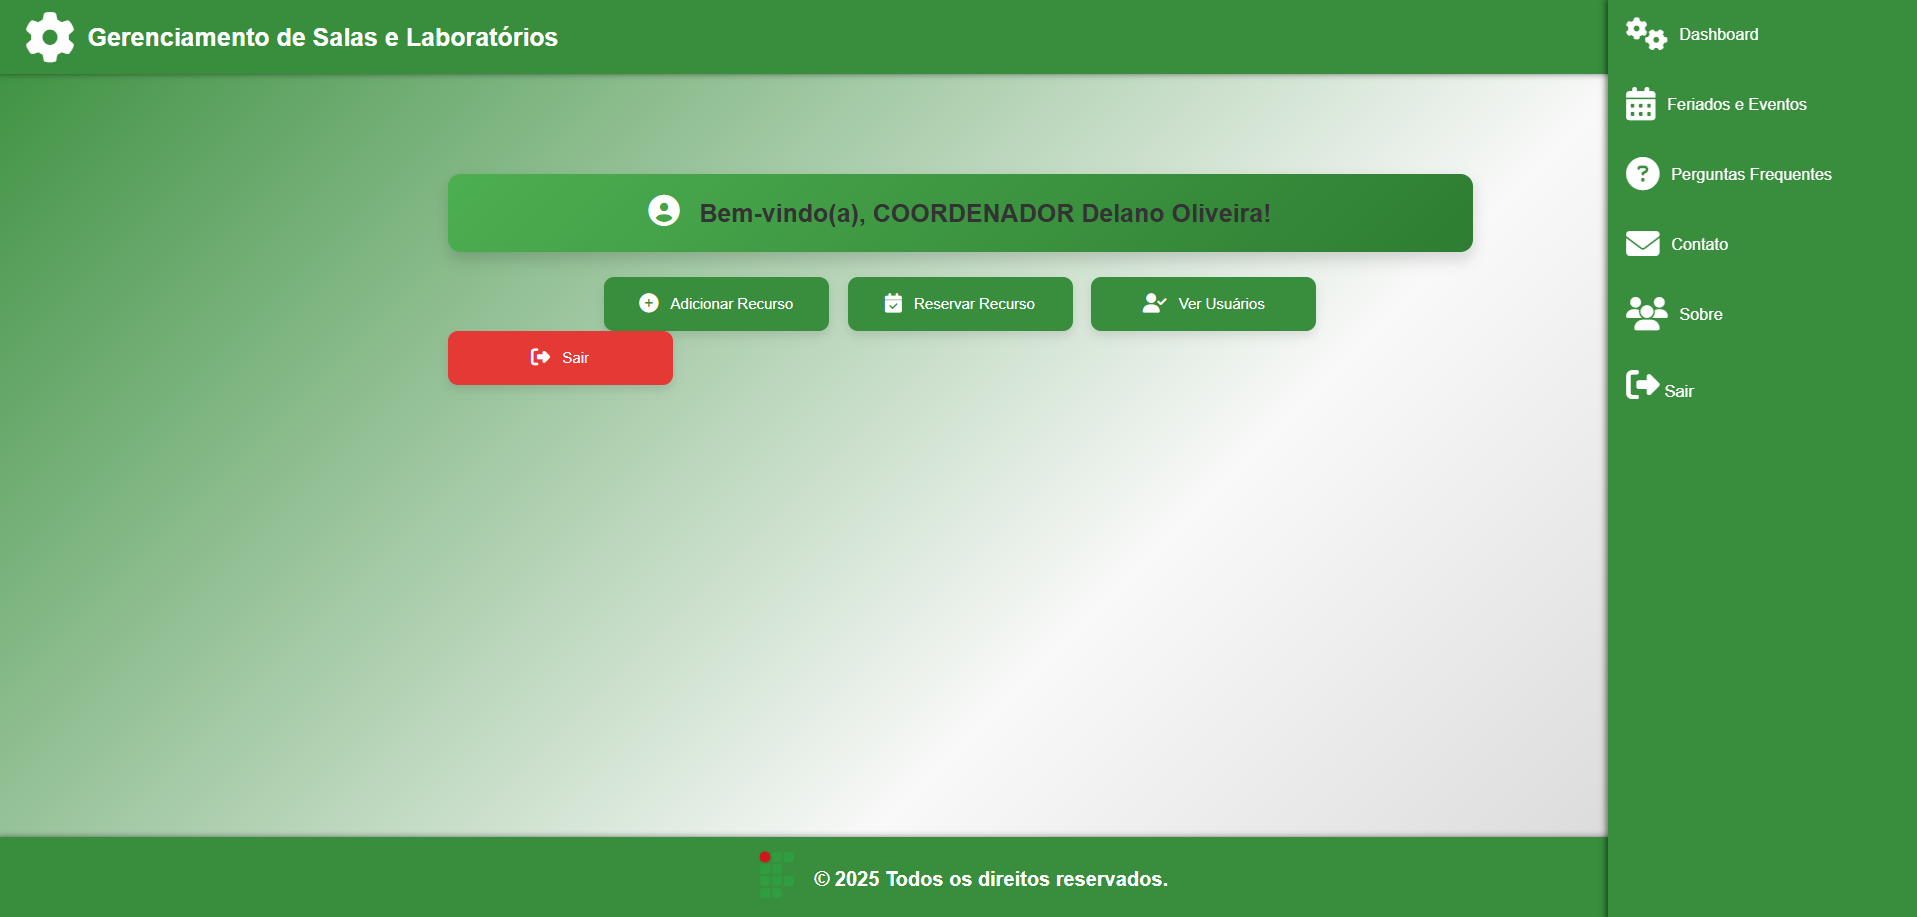 Gerenciamento de Salas e Laboratórios
Bem-vindo(a), COORDENADOR Delano Oliveira!
Adicionar Recurso
Reservar Recurso
Ver Usuários
Sair
Dashboard
Feriados e Eventos
Perguntas Frequentes
Contato
Sobre
Sair
© 2025 Todos os direitos reservados.